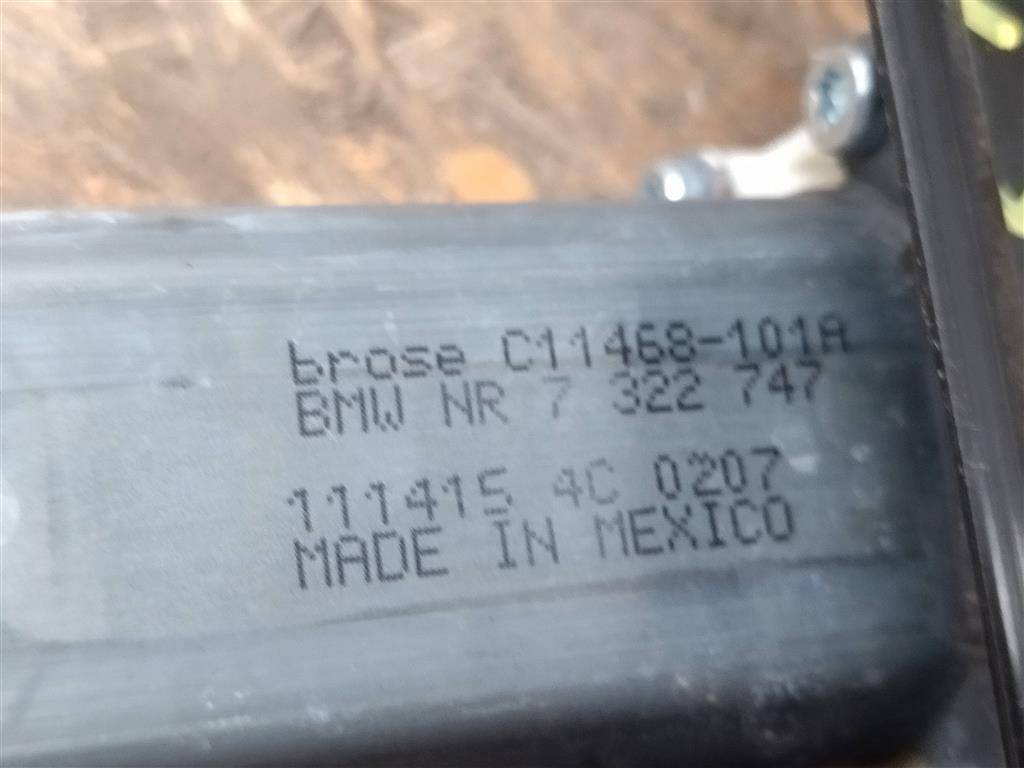 brose C11468-101A
BMW NR 7 322 747
111415 4C 0207
MADE IN MEXICO